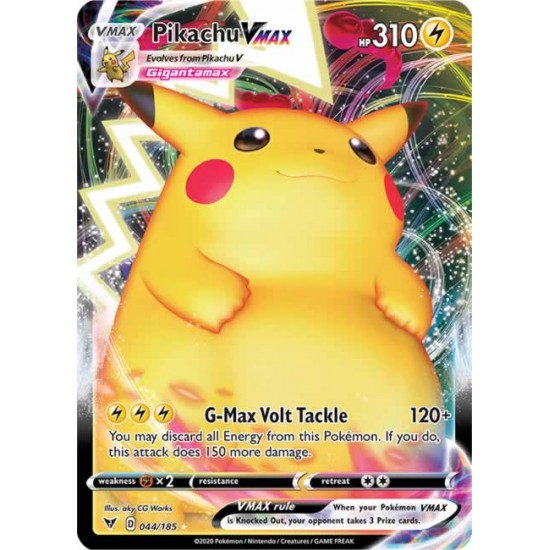 VMAX
Pikachu VMAX
HP 310
Evolves from Pikachu V
Gigantamax
G-Max Volt Tackle 120+
You may discard all Energy from this Pokémon. If you do,
this attack does 150 more damage.
weakness ×2 resistance retreat
Illus. aky CG Works
VMAX rule When your Pokémon VMAX
is Knocked Out, your opponent takes 3 Prize cards.
D 044/185
©2020 Pokémon / Nintendo / Creatures / GAME FREAK